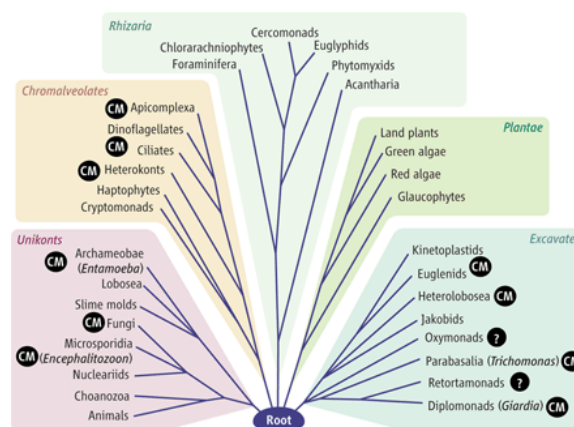 Rhizaria
Cercomonads
Chlorarachniophytes
Euglyphids
Foraminifera
Phytomyxids
Acantharia
Chromalveolates
CM Apicomplexa
Dinoflagellates
CM
Ciliates
CM Heterokonts
Haptophytes
Cryptomonads
Plantae
Land plants
Green algae
Red algae
Glaucophytes
Unikonts
CM Archameobae
(Entamoeba)
Lobosea
Slime molds
CM Fungi
Microsporidia
CM (Encephalitozoon)
Nucleariids
Choanozoa
Animals
Excavate
Kinetoplastids
Euglenids CM
Heterolobosea CM
Jakobids
Oxymonads ?
Parabasalia (Trichomonas) CM
Retortamonads ?
Diplomonads (Giardia) CM
Root